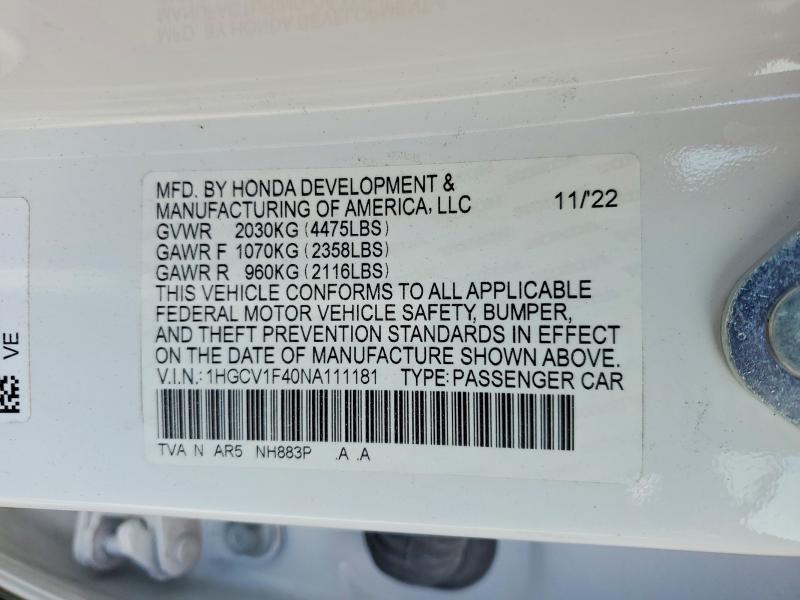 MFD. BY HONDA DEVELOPMENT &
MANUFACTURING OF AMERICA, LLC 11/22
GVWR 2030KG (4475LBS)
GAWR F 1070KG (2358LBS)
GAWR R 960KG (2116LBS)
THIS VEHICLE CONFORMS TO ALL APPLICABLE
FEDERAL MOTOR VEHICLE SAFETY, BUMPER,
AND THEFT PREVENTION STANDARDS IN EFFECT
ON THE DATE OF MANUFACTURE SHOWN ABOVE.
V.I.N.: 1HGCV1F40NA111181 TYPE: PASSENGER CAR
TVA N AR5 NH883P .A .A
VE